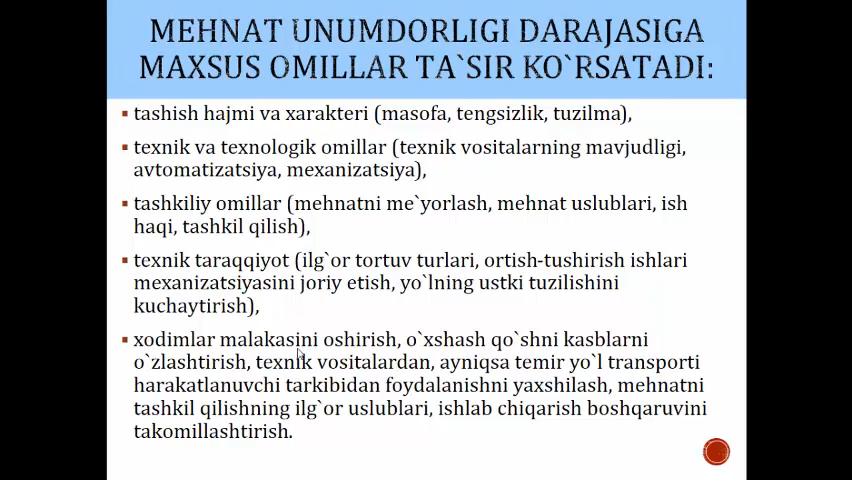 MEHNAT UNUMDORLIGI DARAJASIGA
MAXSUS OMILLAR TA`SIR KO`RSATADI:
▪ tashish hajmi va xarakteri (masofa, tengsizlik, tuzilma),
▪ texnik va texnologik omillar (texnik vositalarning mavjudligi,
avtomatizatsiya, mexanizatsiya),
▪ tashkiliy omillar (mehnatni me`yorlash, mehnat uslublari, ish
haqi, tashkil qilish),
▪ texnik taraqqiyot (ilg`or tortuv turlari, ortish-tushirish ishlari
mexanizatsiyasini joriy etish, yo`lning ustki tuzilishini
kuchaytirish),
▪ xodimlar malakasini oshirish, o`xshash qo`shni kasblarni
o`zlashtirish, texnik vositalardan, ayniqsa temir yo`l transporti
harakatlanuvchi tarkibidan foydalanishni yaxshilash, mehnatni
tashkil qilishning ilg`or uslublari, ishlab chiqarish boshqaruvini
takomillashtirish.